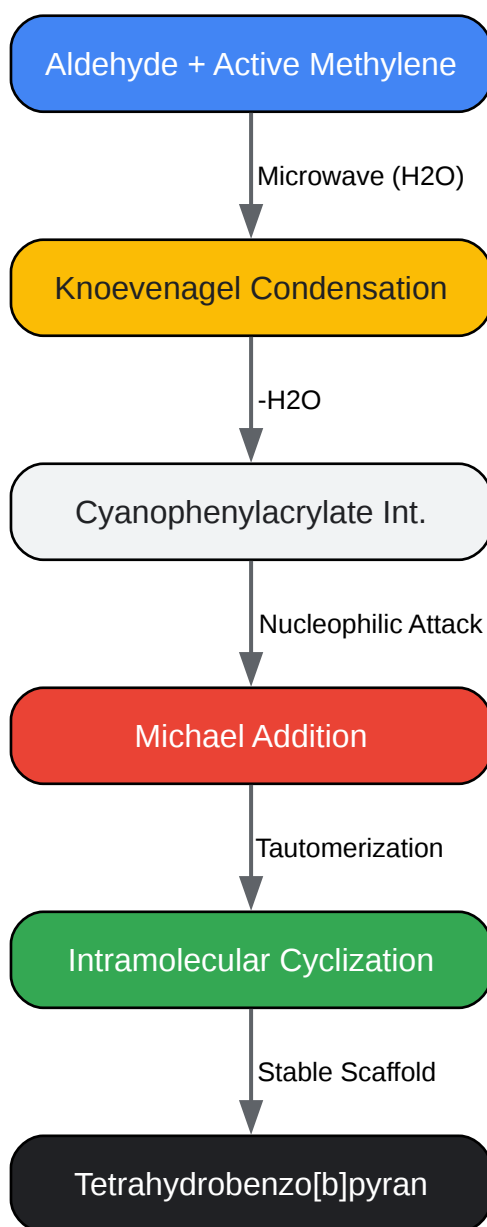 Aldehyde + Active Methylene
Microwave (H2O)
Knoevenagel Condensation
-H2O
Cyanophenylacrylate Int.
Nucleophilic Attack
Michael Addition
Tautomerization
Intramolecular Cyclization
Stable Scaffold
Tetrahydrobenzo[b]pyran